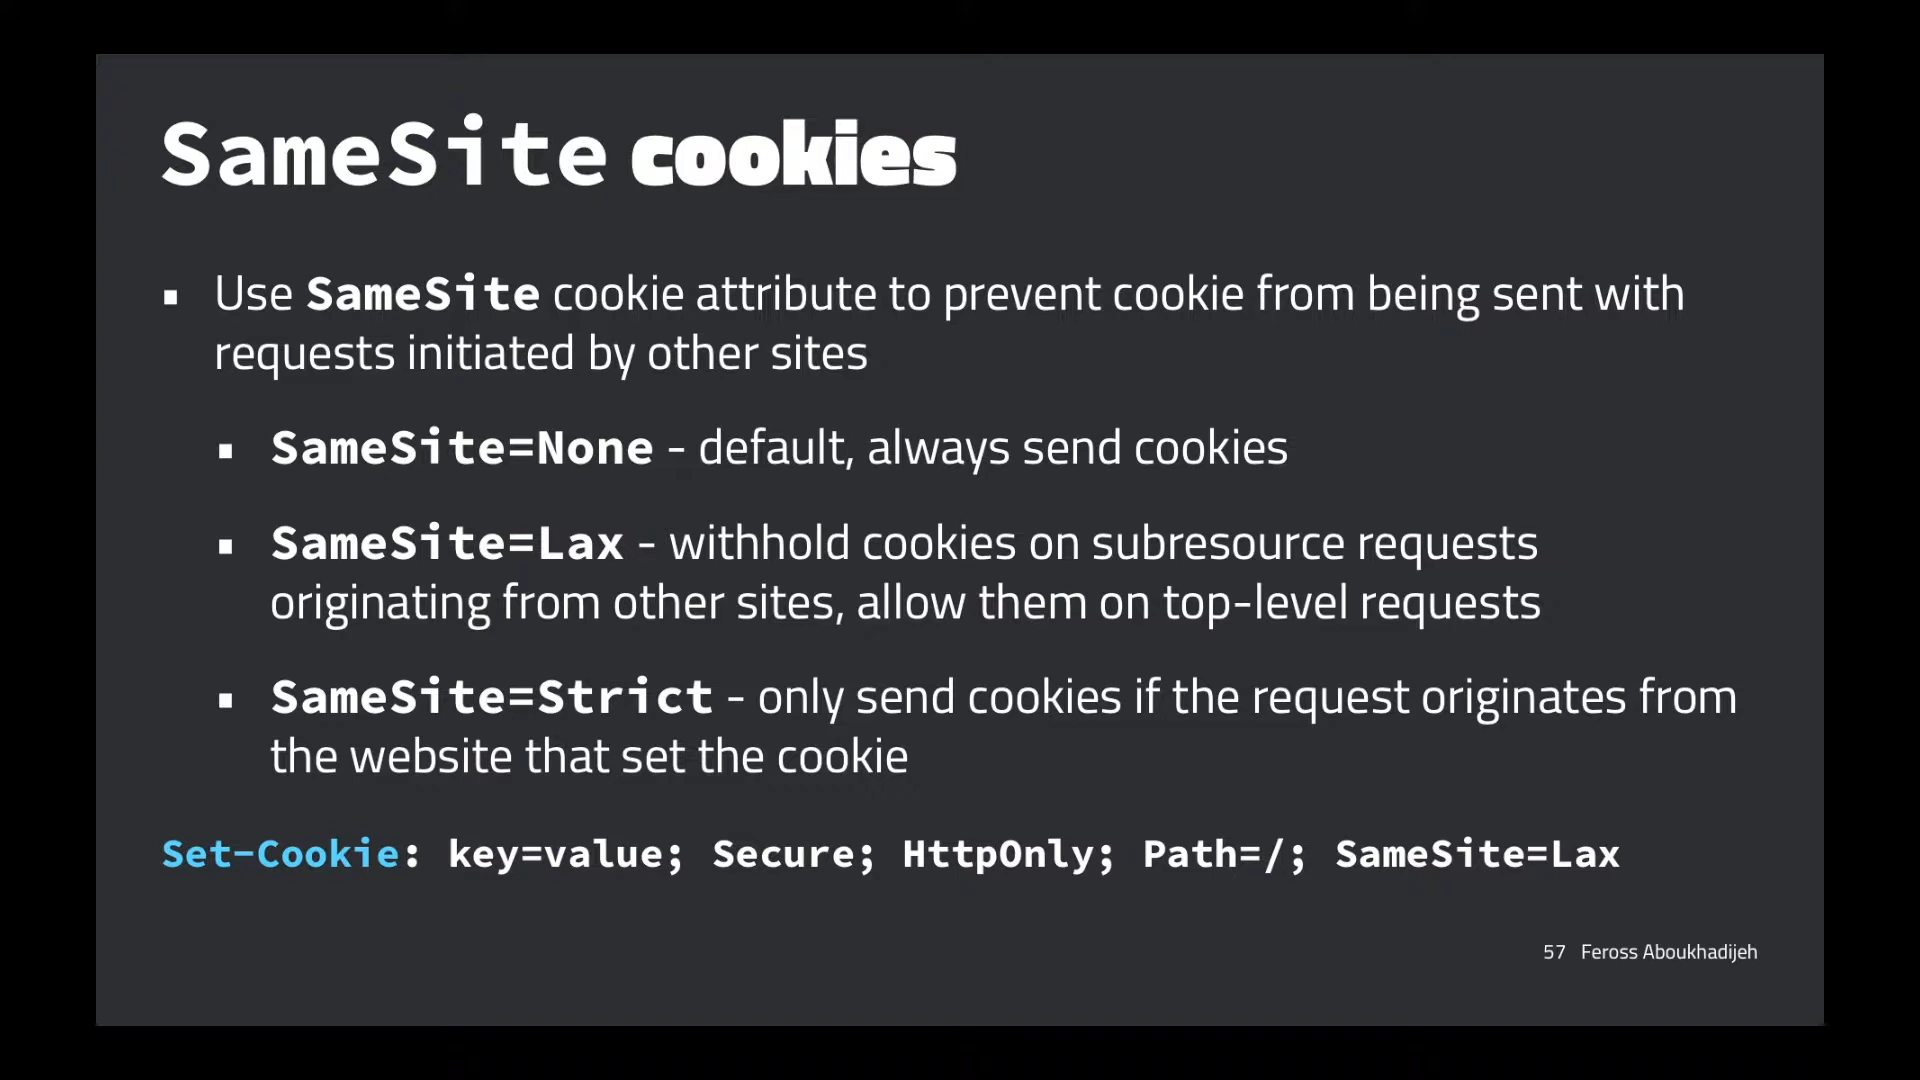 SameSite cookies
▪ Use SameSite cookie attribute to prevent cookie from being sent with
requests initiated by other sites
▪ SameSite=None - default, always send cookies
▪ SameSite=Lax - withhold cookies on subresource requests
originating from other sites, allow them on top-level requests
▪ SameSite=Strict - only send cookies if the request originates from
the website that set the cookie
Set-Cookie: key=value; Secure; HttpOnly; Path=/; SameSite=Lax
57 Feross Aboukhadijeh